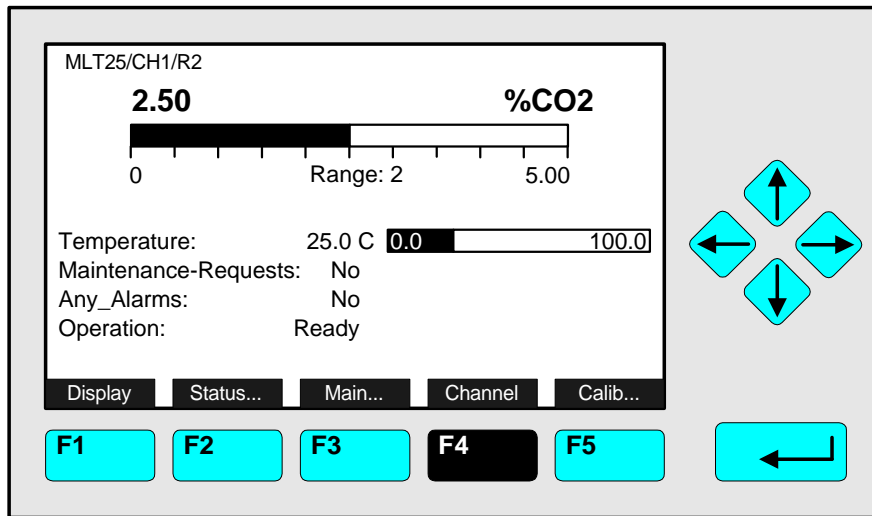 MLT25/CH1/R2
2.50 %CO2
0 Range: 2 5.00
Temperature: 25.0 C 0.0 100.0
Maintenance-Requests: No
Any_Alarms: No
Operation: Ready
Display Status... Main... Channel Calib...
F1 F2 F3 F4 F5